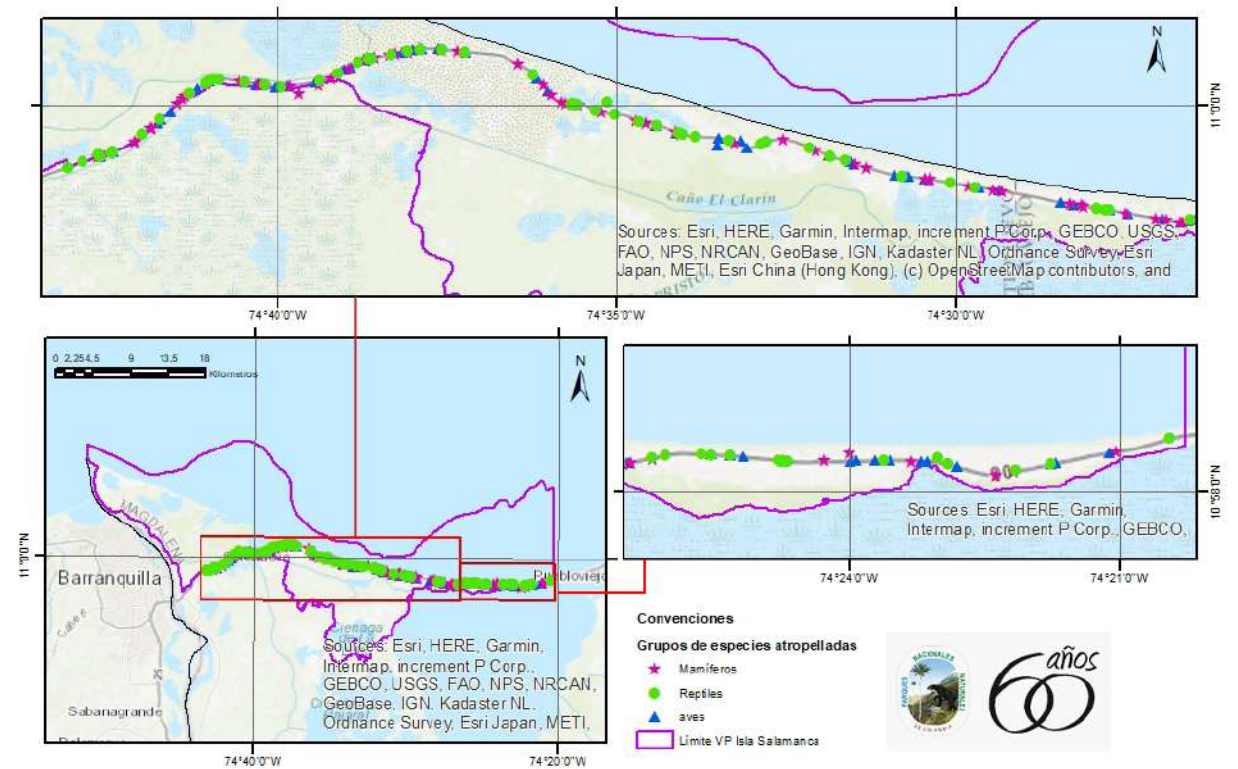 N
11°0'0"N
Caño El Clarín
Sources: Esri, HERE, Garmin, Intermap, increment P Corp., GEBCO, USGS,
FAO, NPS, NRCAN, GeoBase, IGN, Kadaster NL, Ordnance Survey, Esri
Japan, METI, Esri China (Hong Kong), (c) OpenStreetMap contributors, and
74°40'0"W
74°35'0"W
74°30'0"W
0 2,254,5 9 13,5 18
Kilometros
N
11°0'0"N
MAGDALENA
Barranquilla
Puebloviejo
Cienaga
Sources: Esri, HERE, Garmin,
Intermap, increment P Corp.,
GEBCO, USGS, FAO, NPS, NRCAN,
GeoBase, IGN, Kadaster NL,
Ordnance Survey, Esri Japan, METI,
25
Sabanagrande
74°40'0"W
74°20'0"W
90
Sources: Esri, HERE, Garmin,
Intermap, increment P Corp., GEBCO,
10°58'0"N
74°24'0"W
74°21'0"W
Convenciones
Grupos de especies atropelladas
Mamíferos
Reptiles
aves
Límite VP Isla Salamanca
PARQUES NACIONALES NATURALES
DE COLOMBIA
60 años